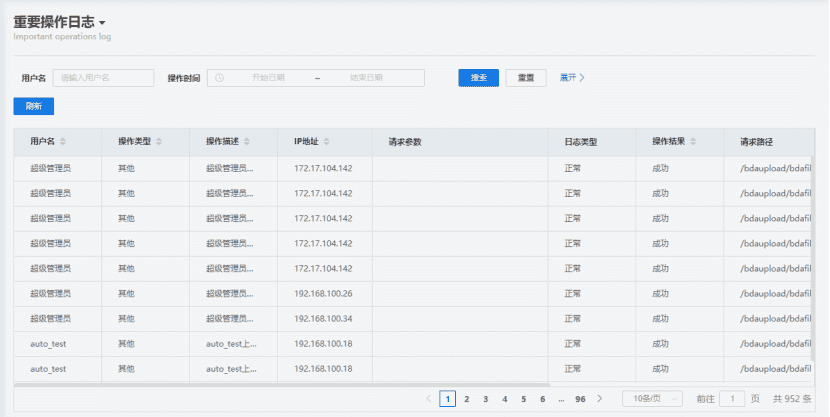 重要操作日志
Important operations log
用户名 请输入用户名 操作时间 开始日期 ~ 结束日期 搜索 重置 展开
刷新
用户名 操作类型 操作描述 IP地址 请求参数 日志类型 操作结果 请求路径
超级管理员 其他 超级管理员... 172.17.104.142 正常 成功 /bdaupload/bdafil
超级管理员 其他 超级管理员... 172.17.104.142 正常 成功 /bdaupload/bdafil
超级管理员 其他 超级管理员... 172.17.104.142 正常 成功 /bdaupload/bdafil
超级管理员 其他 超级管理员... 172.17.104.142 正常 成功 /bdaupload/bdafil
超级管理员 其他 超级管理员... 172.17.104.142 正常 成功 /bdaupload/bdafil
超级管理员 其他 超级管理员... 192.168.100.26 正常 成功 /bdaupload/bdafil
超级管理员 其他 超级管理员... 192.168.100.34 正常 成功 /bdaupload/bdafil
auto_test 其他 auto_test上... 192.168.100.18 正常 成功 /bdaupload/bdafil
auto_test 其他 auto_test上... 192.168.100.18 正常 成功 /bdaupload/bdafil
1 2 3 4 5 6 ... 96 10条/页 前往 1 页 共 952 条